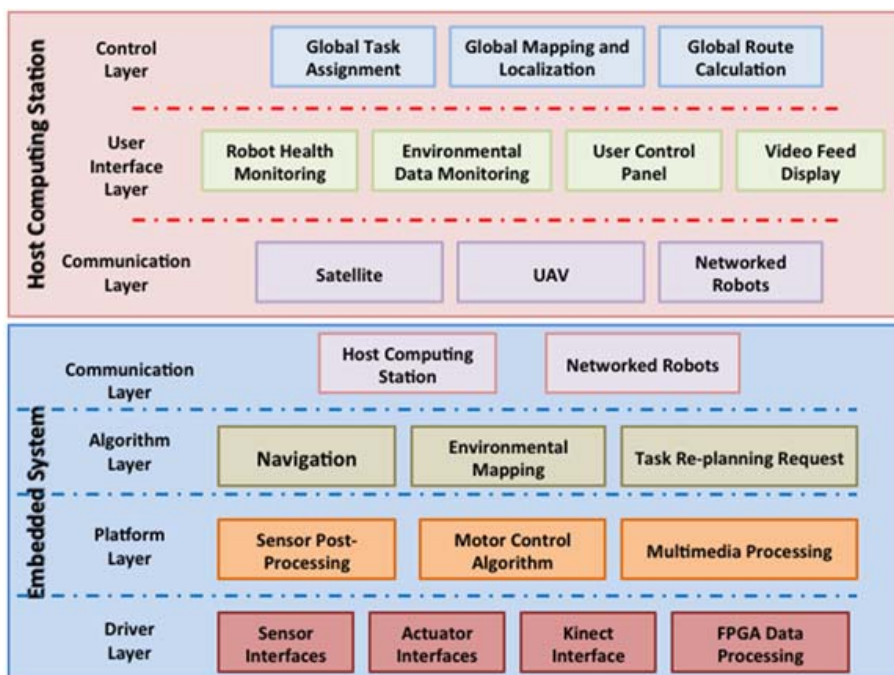 Host Computing Station
Control
Layer
Global Task
Assignment
Global Mapping and
Localization
Global Route
Calculation
User
Interface
Layer
Robot Health
Monitoring
Environmental
Data Monitoring
User Control
Panel
Video Feed
Display
Communication
Layer
Satellite
UAV
Networked
Robots
Embedded System
Communication
Layer
Host Computing
Station
Networked Robots
Algorithm
Layer
Navigation
Environmental
Mapping
Task Re-planning Request
Platform
Layer
Sensor Post-
Processing
Motor Control
Algorithm
Multimedia Processing
Driver
Layer
Sensor
Interfaces
Actuator
Interfaces
Kinect
Interface
FPGA Data
Processing